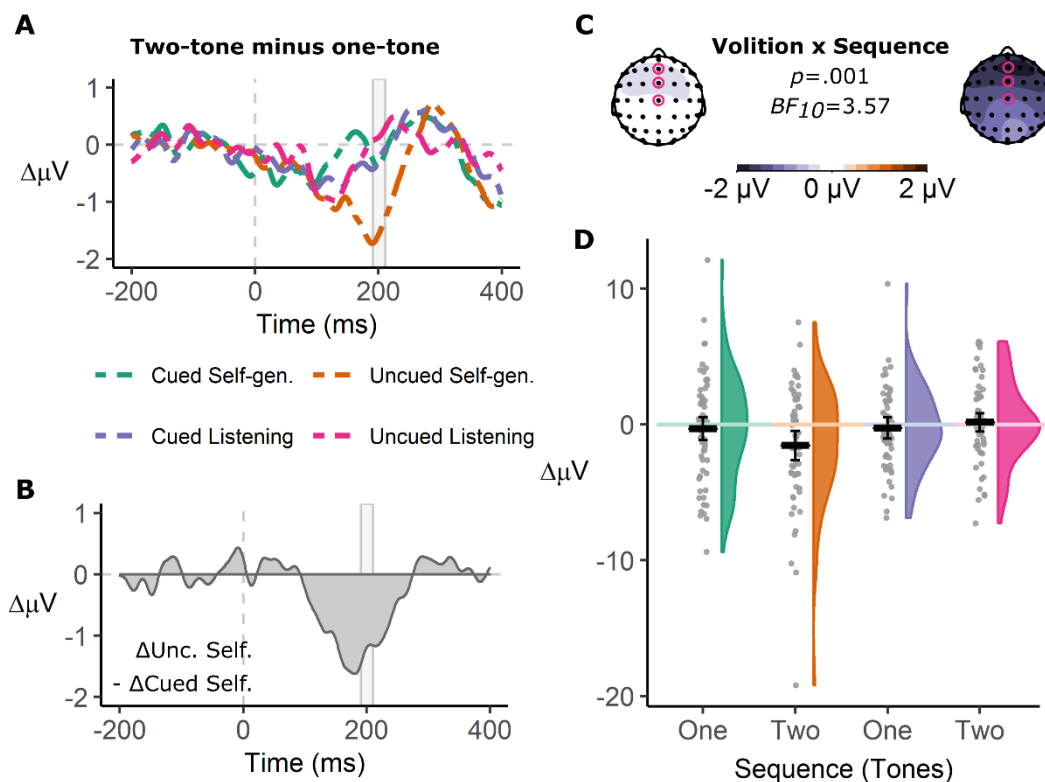 A
Two-tone minus one-tone
1
0
-1
-2
ΔµV
-200
0
200
400
Time (ms)
Cued Self-gen.
Uncued Self-gen.
Cued Listening
Uncued Listening
B
1
0
-1
-2
ΔµV
ΔUnc. Self.
- ΔCued Self.
-200
0
200
400
Time (ms)
C
Volition x Sequence
p=.001
BF10=3.57
-2 µV
0 µV
2 µV
D
10
0
-10
-20
ΔµV
One
Two
One
Two
Sequence (Tones)